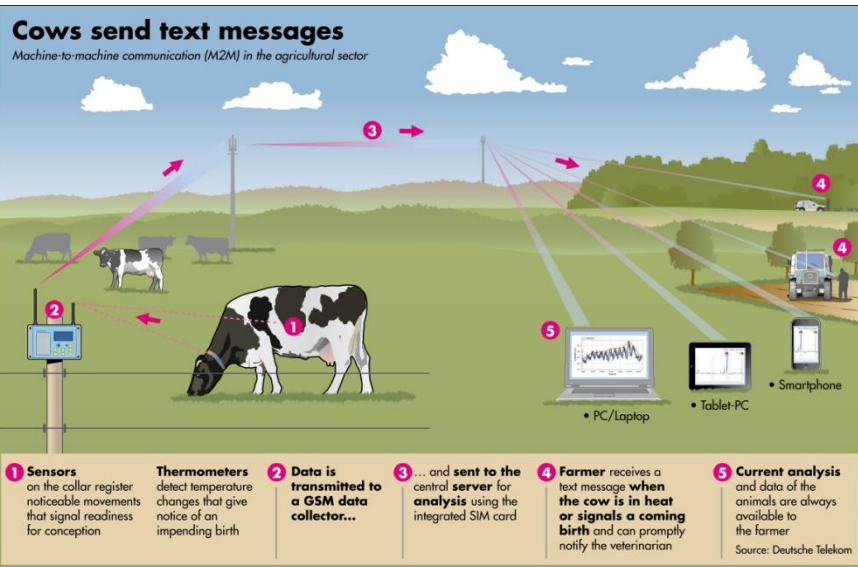 Cows send text messages
Machine-to-machine communication (M2M) in the agricultural sector
3
4
4
2
1
5
• PC/Laptop
• Tablet-PC
• Smartphone
1 Sensors
on the collar register
noticeable movements
that signal readiness
for conception
Thermometers
detect temperature
changes that give
notice of an
impending birth
2 Data is
transmitted to
a GSM data
collector...
3 ... and sent to the
central server for
analysis using the
integrated SIM card
4 Farmer receives a
text message when
the cow is in heat
or signals a coming
birth and can promptly
notify the veterinarian
5 Current analysis
and data of the
animals are always
available to
the farmer
Source: Deutsche Telekom